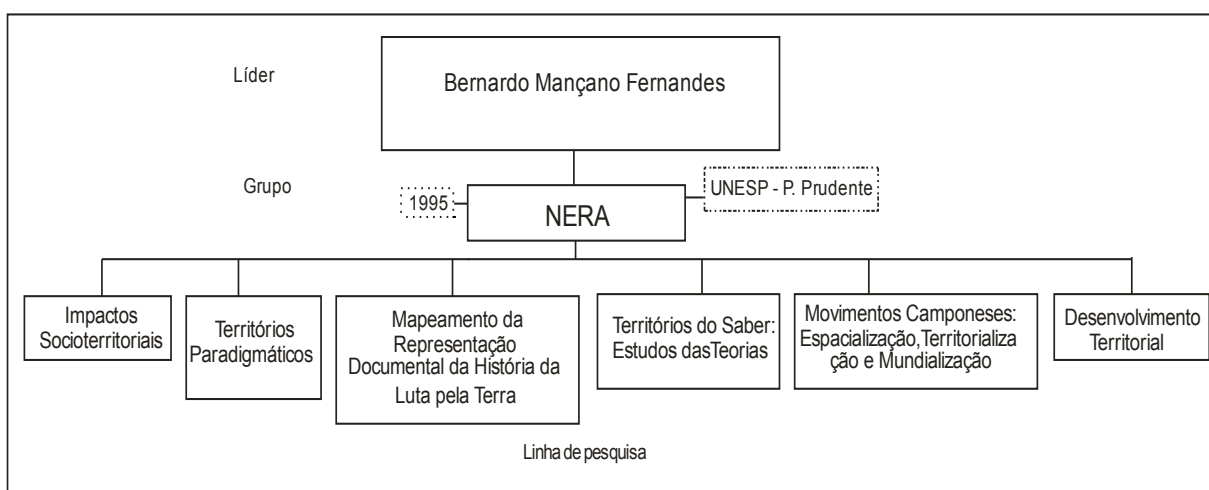 Líder
Bernardo Mançano Fernandes
Grupo
1995
NERA
UNESP - P. Prudente
Impactos
Socioterritoriais
Territórios
Paradigmáticos
Mapeamento da
Representação
Documental da História da
Luta pela Terra
Territórios do Saber:
Estudos dasTeorias
Movimentos Camponeses:
Espacialização,Territorializa
ção e Mundialização
Desenvolvimento
Territorial
Linha de pesquisa